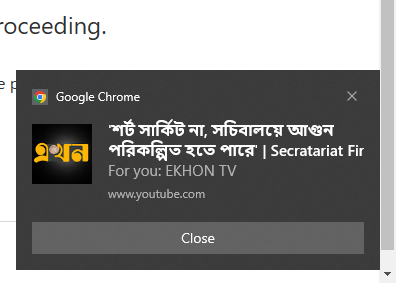 roceeding.
e p
Google Chrome
'শর্ট সার্কিট না, সচিবালয়ে আগুন
পরিকল্পিত হতে পারে' | Secratariat Fir
এখন
For you: EKHON TV
www.youtube.com
Close